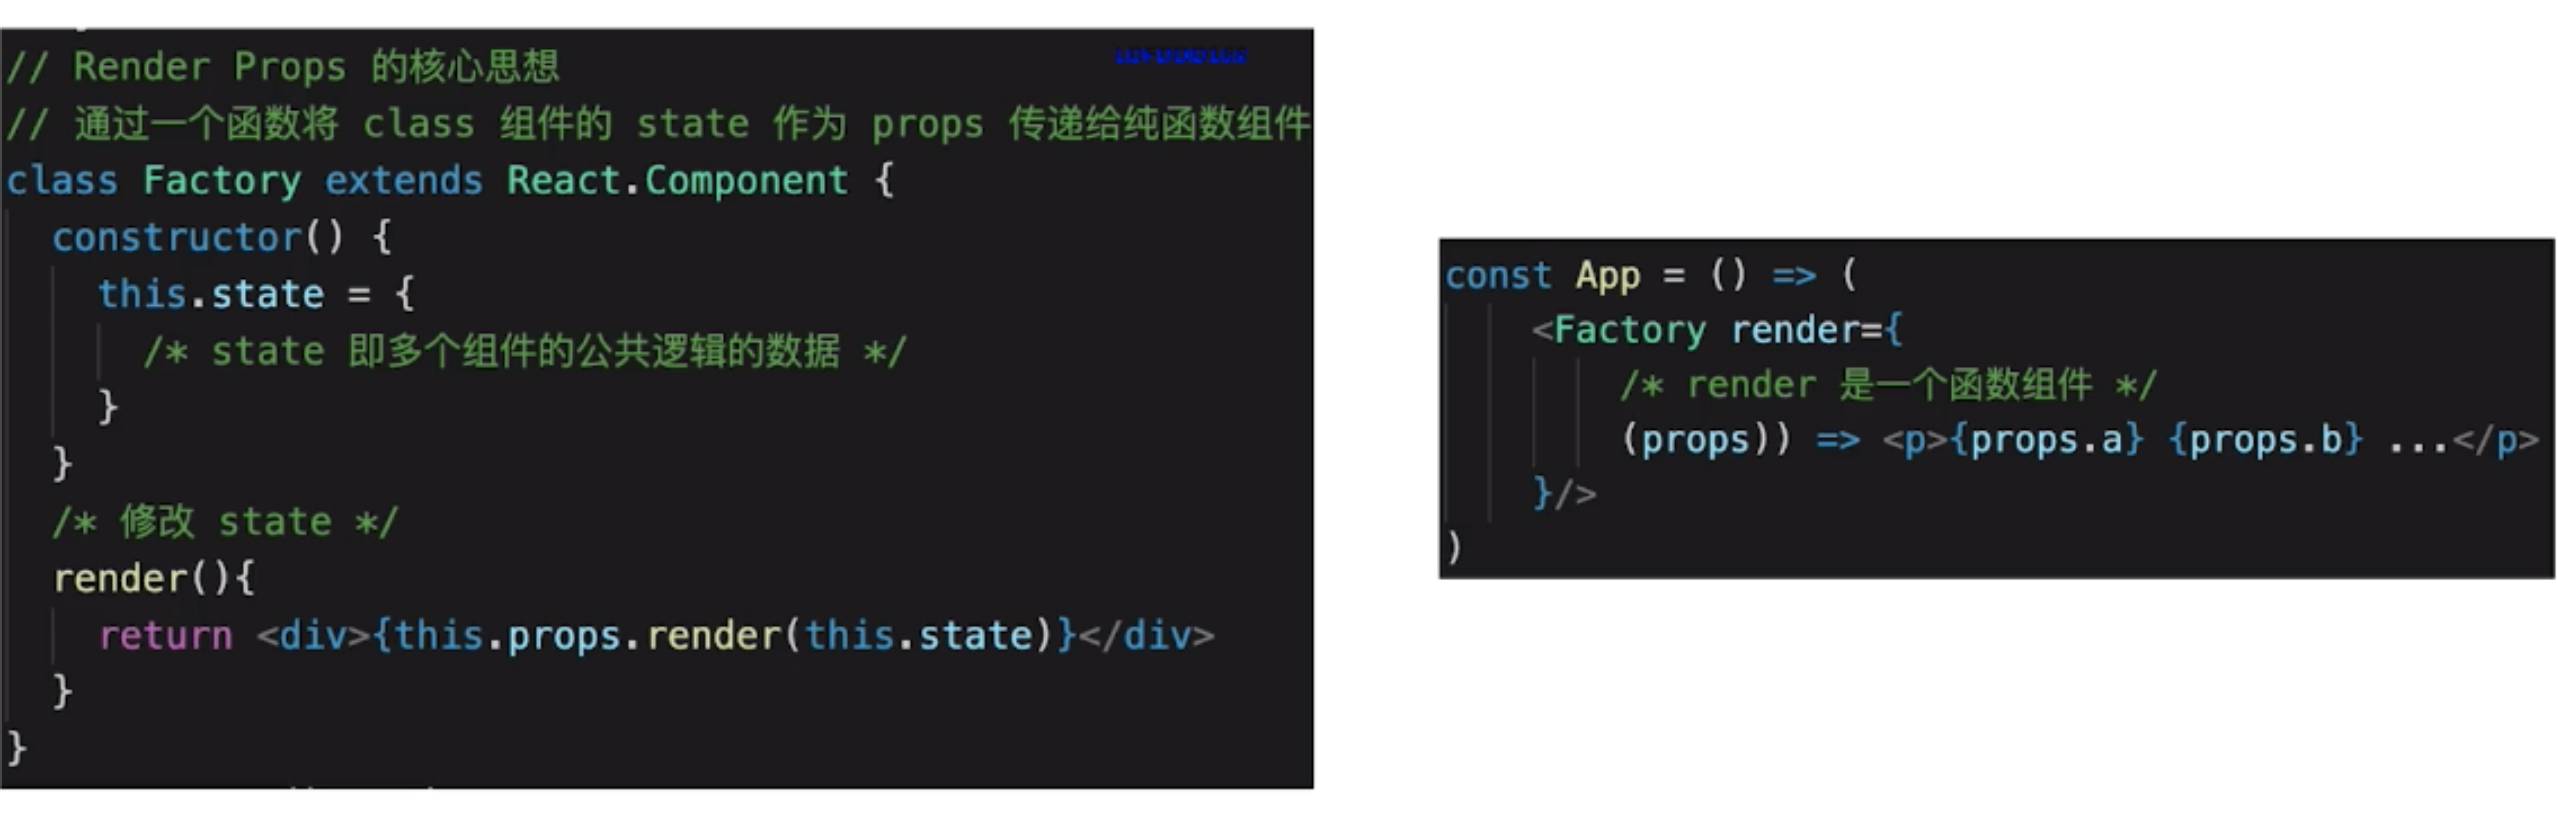 // Render Props 的核心思想
// 通过一个函数将 class 组件的 state 作为 props 传递给纯函数组件
class Factory extends React.Component {
  constructor() {
    this.state = {
      /* state 即多个组件的公共逻辑的数据 */
    }
  }
  /* 修改 state */
  render(){
    return <div>{this.props.render(this.state)}</div>
  }
}
const App = () => (
    <Factory render={
        /* render 是一个函数组件 */
        (props)) => <p>{props.a} {props.b} ...</p>
    }/>
)